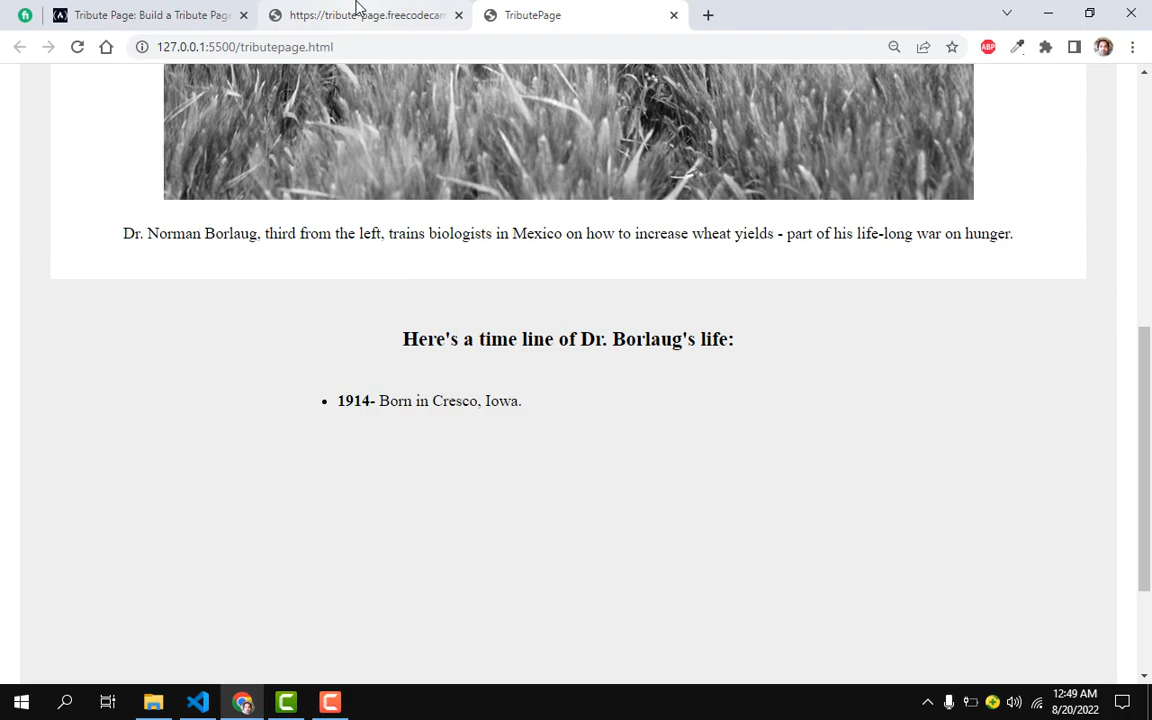 Tribute Page: Build a Tribute Page
https://tribute-page.freecodecam
TributePage
127.0.0.1:5500/tributepage.html
ABP
Dr. Norman Borlaug, third from the left, trains biologists in Mexico on how to increase wheat yields - part of his life-long war on hunger.
Here's a time line of Dr. Borlaug's life:
• 1914- Born in Cresco, Iowa.
12:49 AM
8/20/2022